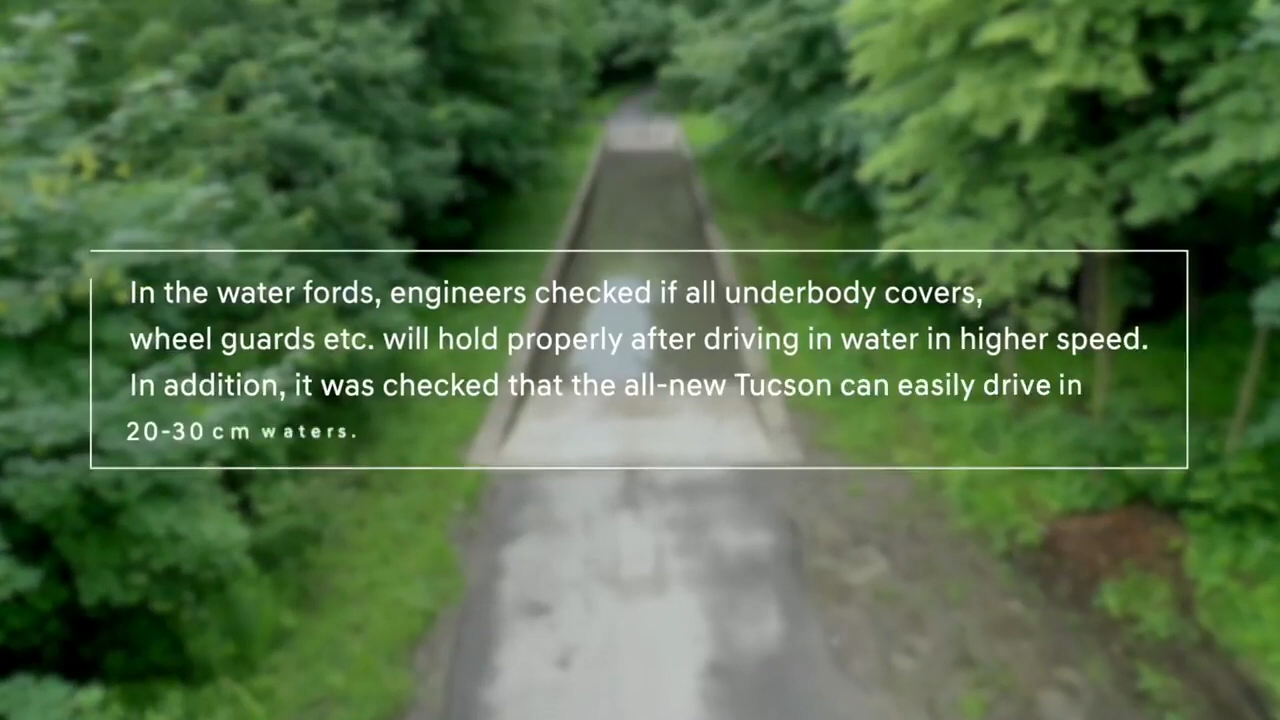 In the water fords, engineers checked if all underbody covers,
wheel guards etc. will hold properly after driving in water in higher speed.
In addition, it was checked that the all-new Tucson can easily drive in
20-30 cm waters.